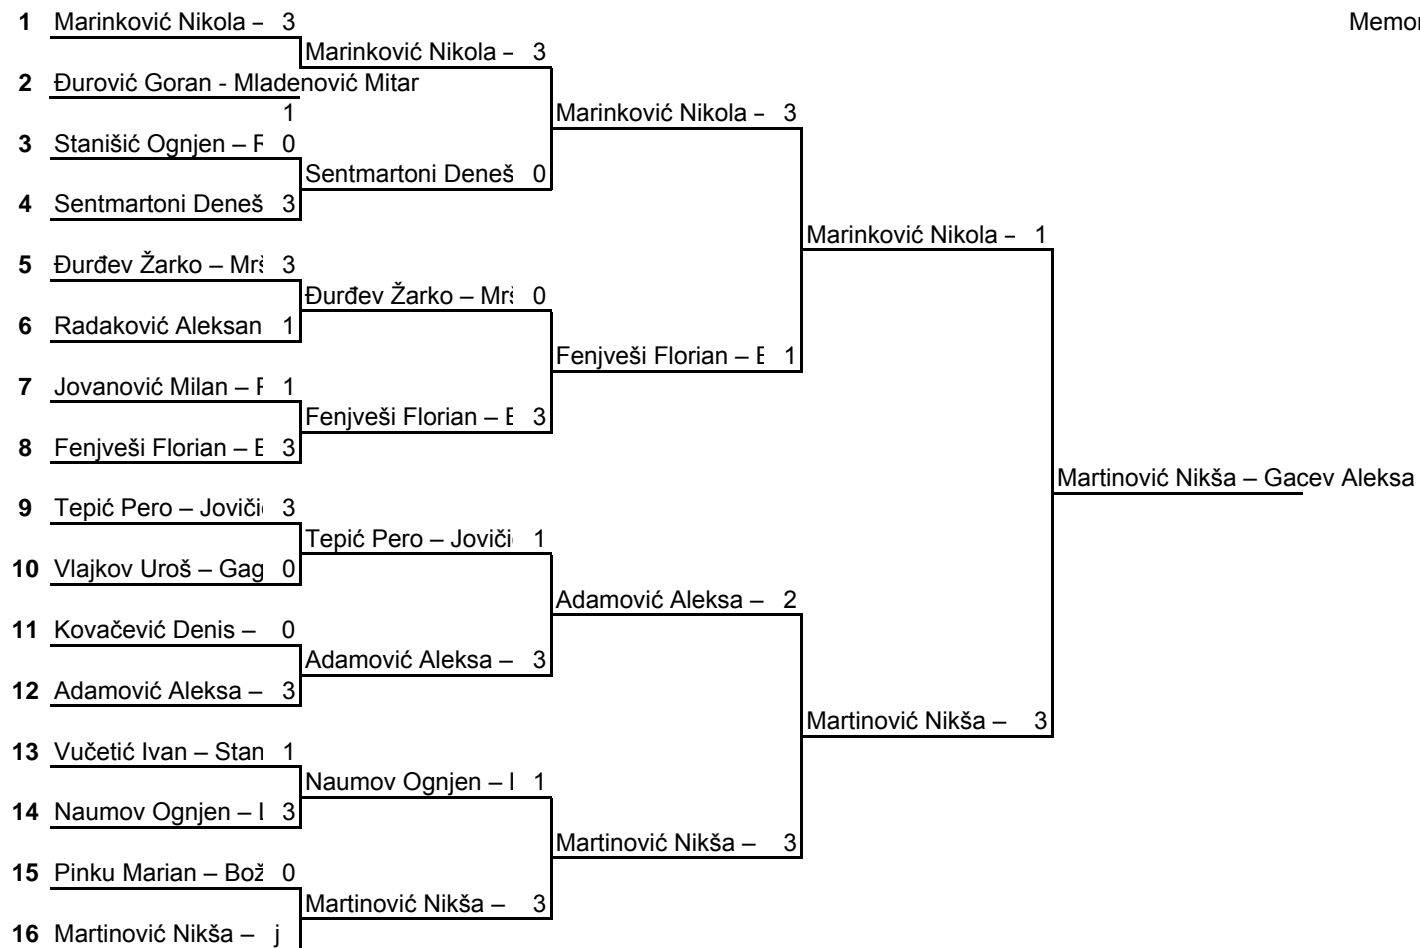 1 Marinković Nikola – 3
Memor
Marinković Nikola – 3
2 Đurović Goran - Mladenović Mitar
1
Marinković Nikola – 3
3 Stanišić Ognjen – 0
Sentmartoni Deneš 0
4 Sentmartoni Deneš 3
Marinković Nikola – 1
5 Đurđev Žarko – Mrš 3
Đurđev Žarko – Mrš 0
6 Radaković Aleksan 1
Fenjveši Florian – 1
7 Jovanović Milan – 1
Fenjveši Florian – 3
8 Fenjveši Florian – 3
Martinović Nikša – Gacev Aleksa
9 Tepić Pero – Joviči 3
Tepić Pero – Joviči 1
10 Vlajkov Uroš – Gag 0
Adamović Aleksa – 2
11 Kovačević Denis – 0
Adamović Aleksa – 3
12 Adamović Aleksa – 3
Martinović Nikša – 3
13 Vučetić Ivan – Stan 1
Naumov Ognjen – 1
14 Naumov Ognjen – 3
Martinović Nikša – 3
15 Pinku Marian – Bož 0
Martinović Nikša – 3
16 Martinović Nikša – j